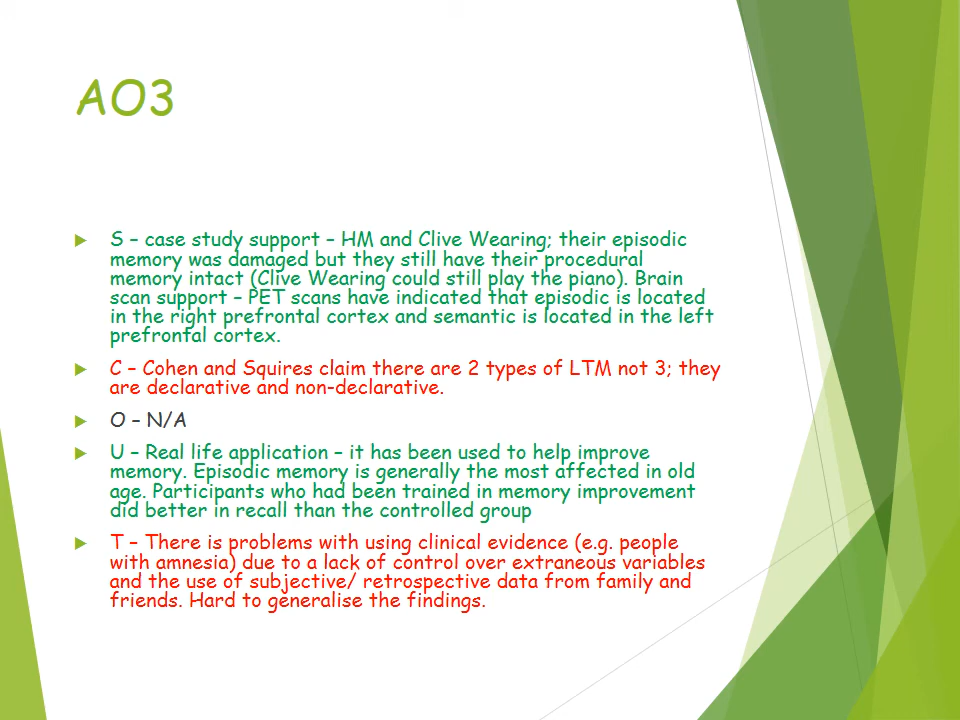 AO3
S – case study support – HM and Clive Wearing; their episodic
memory was damaged but they still have their procedural
memory intact (Clive Wearing could still play the piano). Brain
scan support – PET scans have indicated that episodic is located
in the right prefrontal cortex and semantic is located in the left
prefrontal cortex.
C – Cohen and Squires claim there are 2 types of LTM not 3; they
are declarative and non-declarative.
O – N/A
U – Real life application – it has been used to help improve
memory. Episodic memory is generally the most affected in old
age. Participants who had been trained in memory improvement
did better in recall than the controlled group
T – There is problems with using clinical evidence (e.g. people
with amnesia) due to a lack of control over extraneous variables
and the use of subjective/ retrospective data from family and
friends. Hard to generalise the findings.